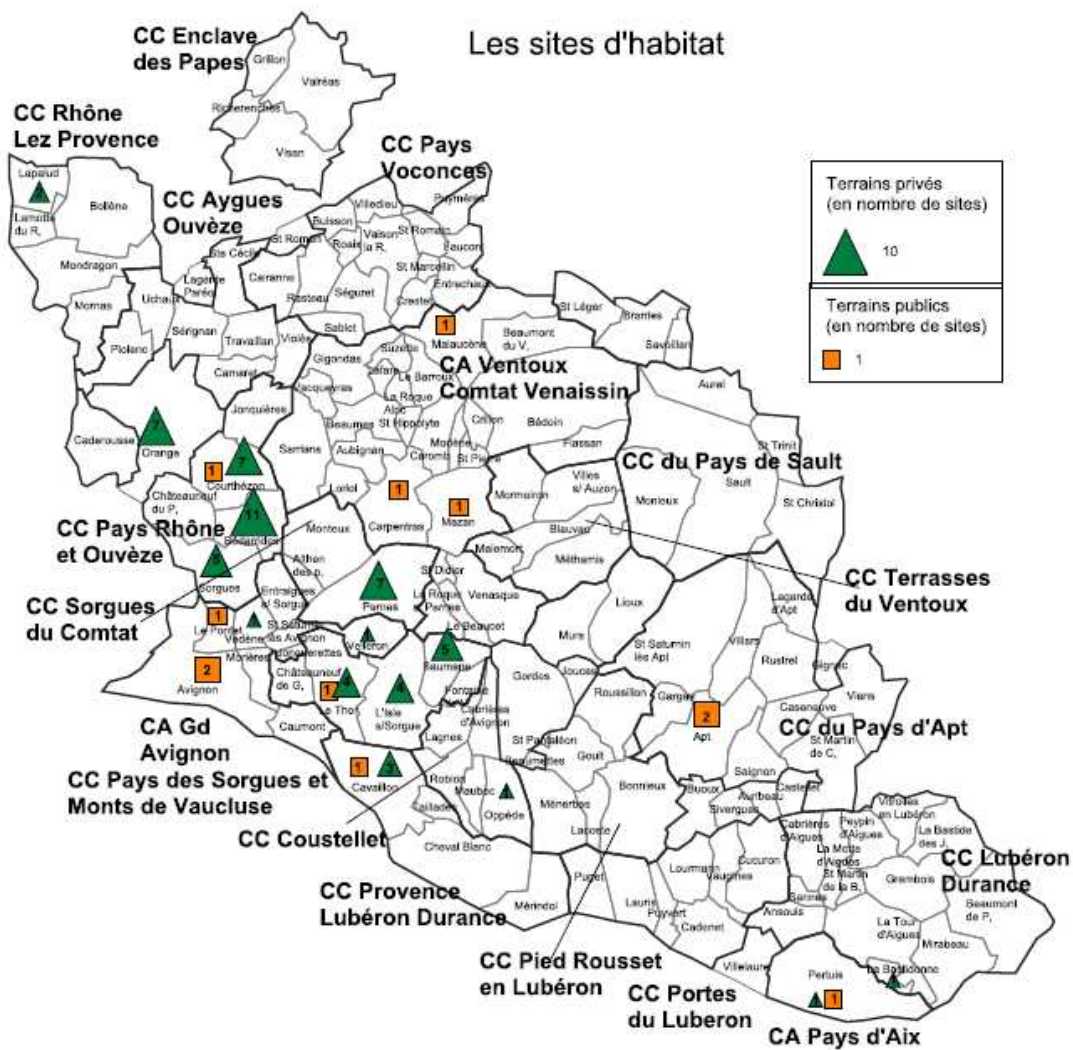 Les sites d'habitat
CC Enclave
des Papes
Grillon
Valréas
Richerenches
Visan
CC Rhône
Lez Provence
CC Pays
Voconces
Terrains privés
(en nombre de sites)
10
Terrains publics
(en nombre de sites)
1
Lapalud
Bollène
Lamotte
du R,
Mondragon
Mornas
CC Aygues
Ouvèze
Puyméras
Villedieu
Buisson
St Roman
Roaix
Vaison
la R,
St Romain
Faucon
St Marcellin
Entrechaux
Ste Cécile
Cairanne
Lagarde
Paréol
Rasteau
Séguret
Crestet
Sablet
Uchaux
Sérignan
Travaillan
Violès
Piolenc
Camaret
1
Malaucène
Beaumont
du V,
St Léger
Brantes
Savoillan
Gigondas
Suzette
Lafare
Le Barroux
Vacqueyras
La Roque
Alric
St Hippolyte
CA Ventoux
Comtat Venaissin
Aurel
Beaumes
Crillon
Bédoin
Flassan
Modène
Caromb
St Pierre
Aubignan
Sarrians
Loriol
Jonquières
Caderousse
7
Orange
7
1
Courthézon
St Trinit
CC du Pays de Sault
Sault
Monieux
St Christol
Villes
s/ Auzon
Mormoiron
Blauvac
Méthamis
Malemort
1
Carpentras
1
Mazan
Châteauneuf
du P,
11
Bédarrides
CC Pays Rhône
et Ouvèze
Monteux
Althen
des p,
5
Sorgues
CC Sorgues
du Comtat
7
Pernes
St Didier
La Roque
Pernes
Venasque
Le Beaucet
CC Terrasses
du Ventoux
Lioux
Murs
Lagarde
d'Apt
St Saturnin
lès Apt
Villars
Rustrel
Gignac
Viens
Entraigues
s/ Sorgue
1
Le Pontet
1
Vedène
St Saturnin
lès Avignon
Jonquerettes
Morières
2
Avignon
1
Velleron
5
Saumane
Châteauneuf
de G,
1
4
Le Thor
4
L'Isle
s/Sorgue
Fontaine
Cabrières
d'Avignon
Lagnes
Gordes
Joucas
Roussillon
Gargas
2
Apt
Caseneuve
CC du Pays d'Apt
St Martin
de C,
Saignon
Castellet
Auribeau
Sivergues
Buoux
Caumont
CA Gd
Avignon
CC Pays des Sorgues et
Monts de Vaucluse
1
3
Cavaillon
St Pantaléon
Beaumettes
Goult
Robion
Maubec
1
Oppède
Ménerbes
Bonnieux
Lacoste
Taillades
CC Coustellet
Cheval Blanc
CC Provence
Lubéron Durance
Mérindol
Puget
Lauris
Puyvert
Lourmarin
Vaugines
Cucuron
Cadenet
Cabrières
d'Aigues
Peypin
d'Aigues
Vitrolles
en Lubéron
La Bastide
des J,
La Motte
d'Aigues
St Martin
de la B,
Grambois
CC Lubéron
Durance
Beaumont
de P,
Sannes
Ansouis
La Tour
d'Aigues
Mirabeau
Villelaure
Pertuis
1
1
La Bastidonne
1
CC Pied Rousset
en Lubéron
CC Portes
du Luberon
CA Pays d'Aix